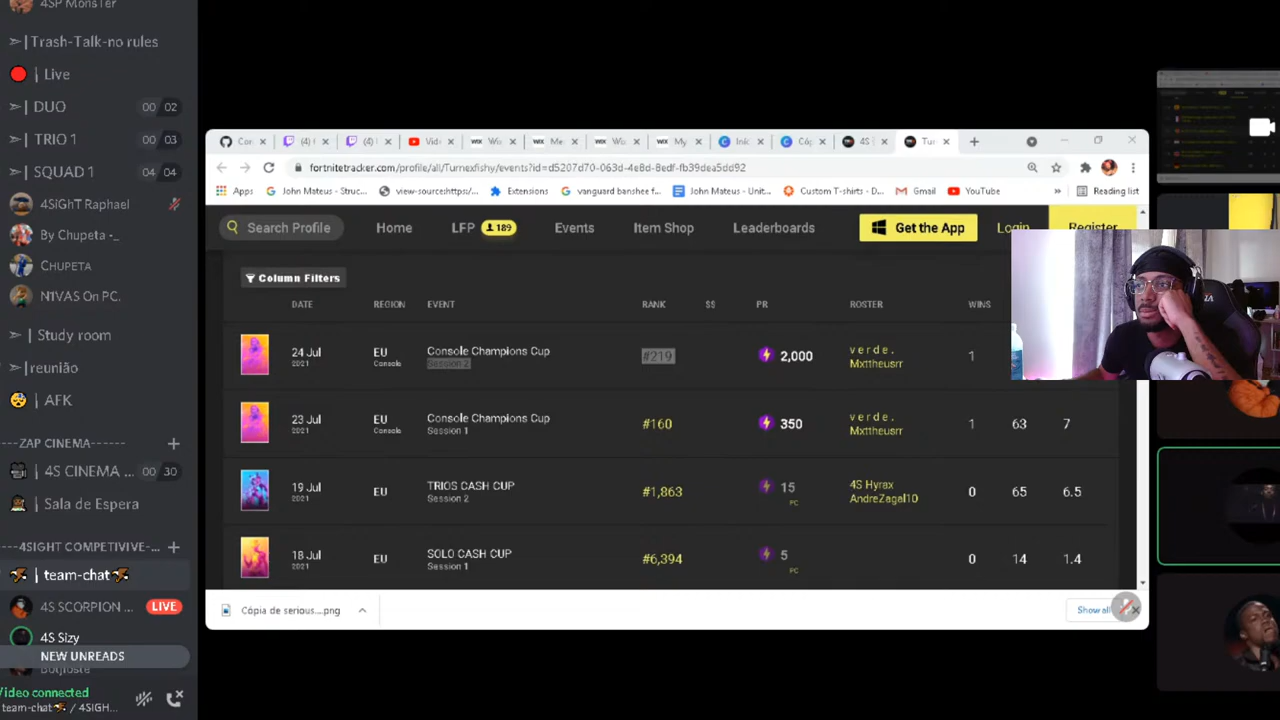 4SP MonsTer
Trash-Talk-no rules
Live
DUO 00 02
TRIO 1 00 03
SQUAD 1 04 04
4SiGhT Raphael
By Chupeta -_
CHUPETA
N1VAS On PC.
Study room
reunião
AFK
----ZAP CINEMA------
4S CINEMA ... 00 30
Sala de Espera
----4SIGHT COMPETIVIVE-...
team-chat
4S SCORPION ... LIVE
4S Sizy
NEW UNREADS
Video connected
team-chat / 4SIGH...
fortnitetracker.com/profile/all/Turnexfishy/events?id=d5207d70-063d-4e8d-8edf-fb39dea5dd92
Apps John Mateus - Struc... view-source:https/... Extensions vanguard banshee f... John Mateus - Unit... Custom T-shirts - D... Gmail YouTube » Reading list
Search Profile Home LFP 189 Events Item Shop Leaderboards Get the App Login Register
Column Filters
DATE REGION EVENT RANK $$ PR ROSTER WINS
24 Jul EU Console Champions Cup #219 2,000 verde. 1
2021 Console Session 2 Mxttheusrr
23 Jul EU Console Champions Cup #160 350 verde. 1 63 7
2021 Console Session 1 Mxttheusrr
19 Jul EU TRIOS CASH CUP #1,863 15 4S Hyrax 0 65 6.5
2021 Session 2 PC AndreZagal10
18 Jul EU SOLO CASH CUP #6,394 5 0 14 1.4
2021 Session 1 PC
Cópia de serious....png Show all